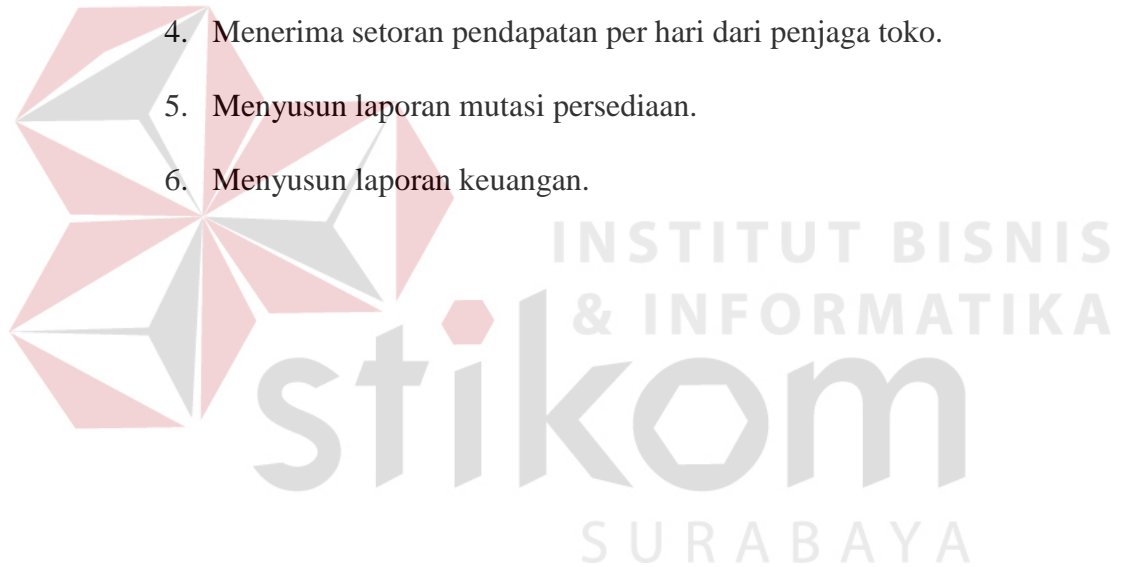 4. Menerima setoran pendapatan per hari dari penjaga toko.
5. Menyusun laporan mutasi persediaan.
6. Menyusun laporan keuangan.
INSTITUT BISNIS
& INFORMATIKA
stikom
SURABAYA